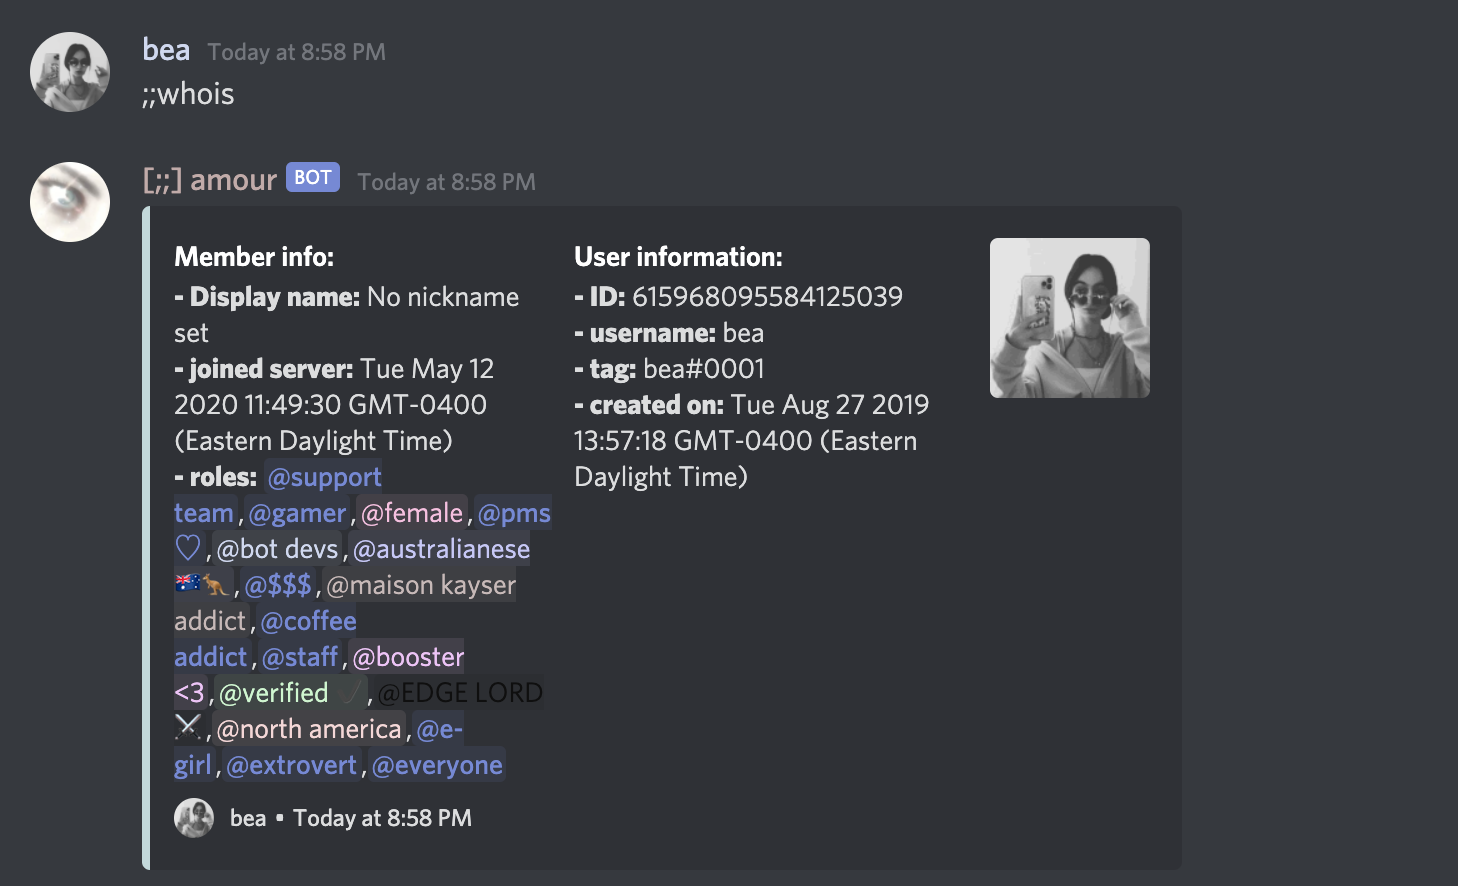 bea Today at 8:58 PM
;;whois
[;;] amour BOT Today at 8:58 PM
Member info:
- Display name: No nickname
set
- joined server: Tue May 12
2020 11:49:30 GMT-0400
(Eastern Daylight Time)
- roles: @support
team,@gamer,@female,@pms
♡,@bot devs,@australianese
🇦🇺🦘,@$$$,@maison kayser
addict,@coffee
addict,@staff,@booster
<3,@verified ✓,@EDGE LORD
⚔,@north america,@e-
girl,@extrovert,@everyone
User information:
- ID: 615968095584125039
- username: bea
- tag: bea#0001
- created on: Tue Aug 27 2019
13:57:18 GMT-0400 (Eastern
Daylight Time)
bea • Today at 8:58 PM